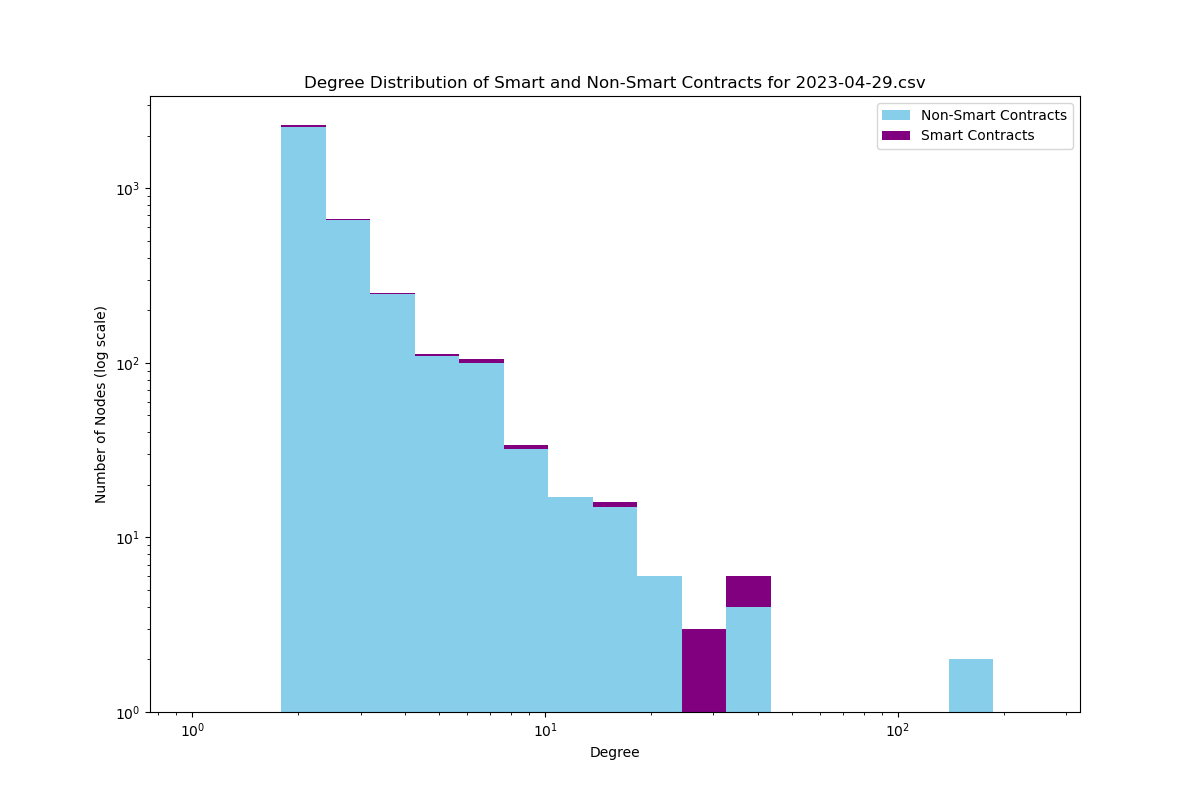 Degree Distribution of Smart and Non-Smart Contracts for 2023-04-29.csv
Non-Smart Contracts
Smart Contracts
Number of Nodes (log scale)
10³
10²
10¹
10⁰
10⁰ 10¹ 10²
Degree